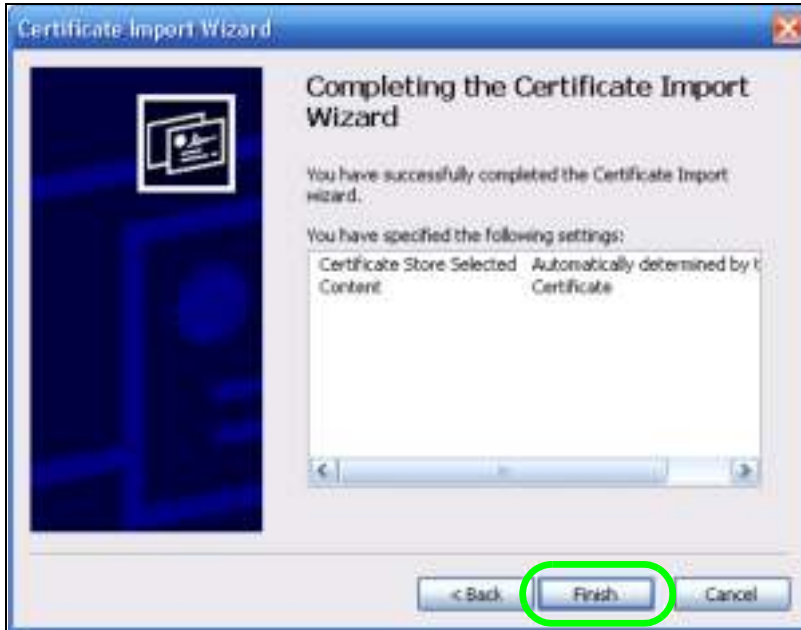 Certificate Import Wizard
Completing the Certificate Import
Wizard
You have successfully completed the Certificate Import
wizard.
You have specified the following settings:
Certificate Store Selected Automatically determined by t
Content Certificate
< Back Finish Cancel